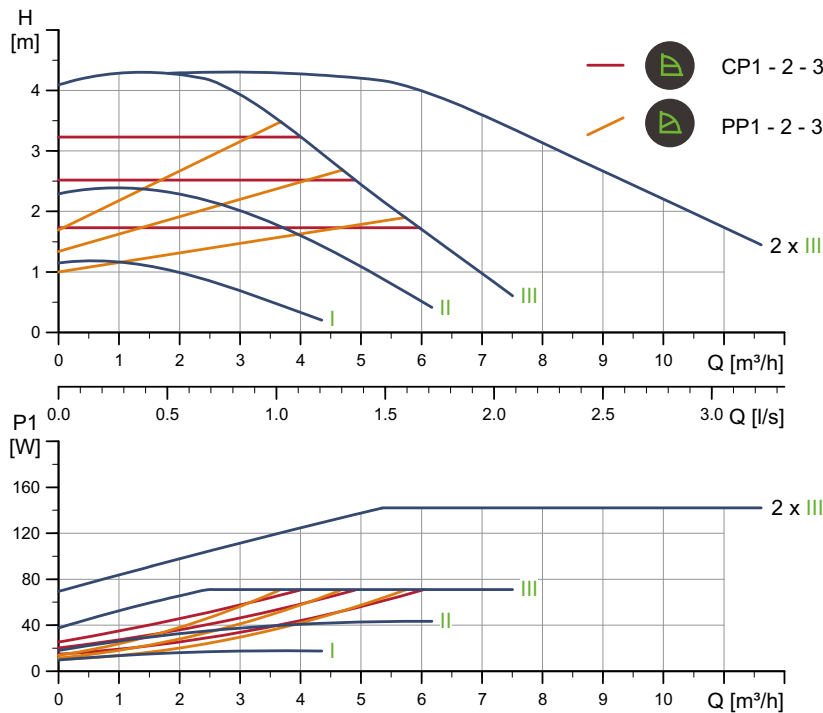 H
[m]
4
3
2
1
0
CP1 - 2 - 3
PP1 - 2 - 3
2 x III
III
II
I
0 1 2 3 4 5 6 7 8 9 10 Q [m³/h]
0.0 0.5 1.0 1.5 2.0 2.5 3.0 Q [l/s]
P1
[W]
160
120
80
40
0
2 x III
III
II
I
0 1 2 3 4 5 6 7 8 9 10 Q [m³/h]